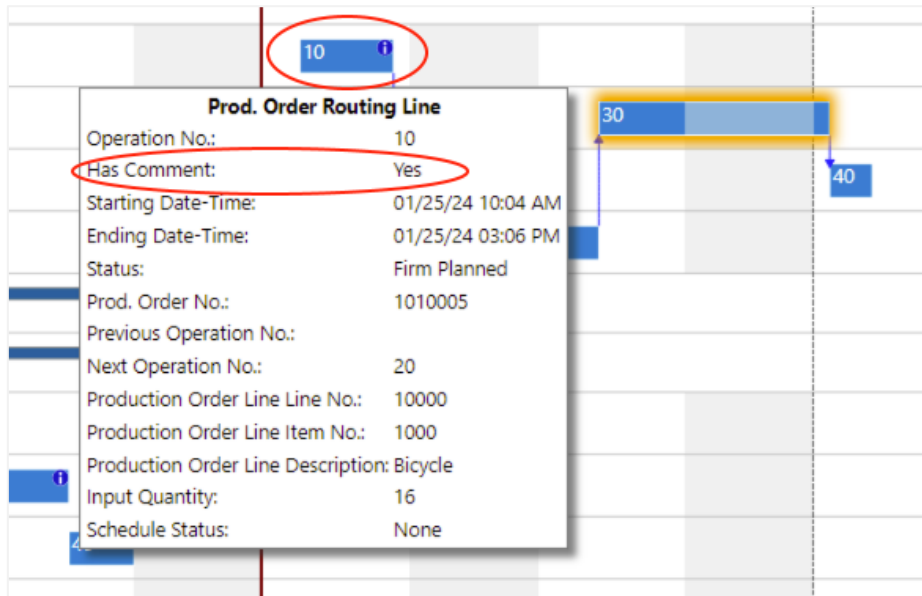 10
i
Prod. Order Routing Line
Operation No.: 10
Has Comment: Yes
Starting Date-Time: 01/25/24 10:04 AM
Ending Date-Time: 01/25/24 03:06 PM
Status: Firm Planned
Prod. Order No.: 1010005
Previous Operation No.:
Next Operation No.: 20
Production Order Line Line No.: 10000
Production Order Line Item No.: 1000
Production Order Line Description: Bicycle
Input Quantity: 16
Schedule Status: None
30
40
i